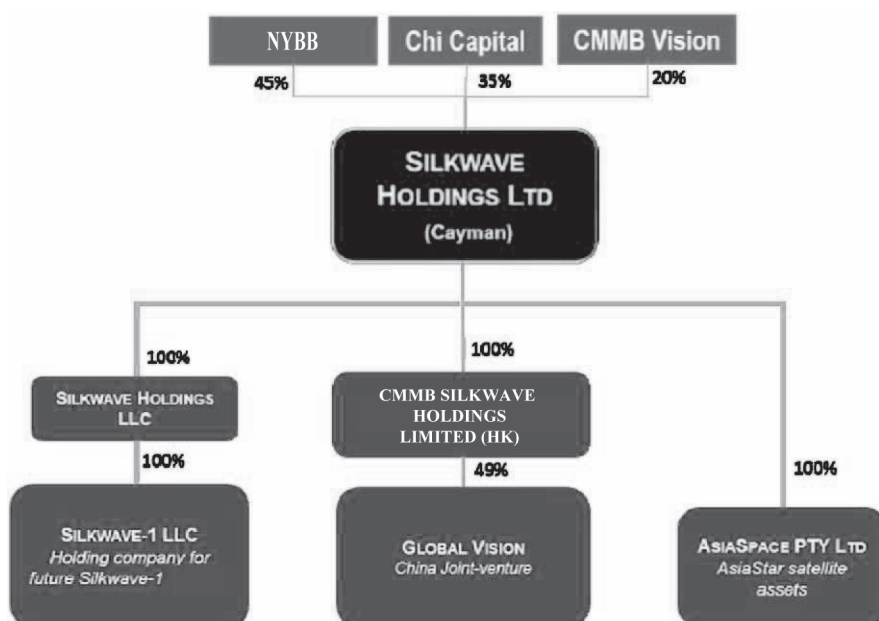 NYBB
Chi Capital
CMMB Vision
45%
35%
20%
SILKWAVE
HOLDINGS LTD
(Cayman)
100%
100%
SILKWAVE HOLDINGS
LLC
CMMB SILKWAVE
HOLDINGS
LIMITED (HK)
100%
49%
100%
SILKWAVE-1 LLC
Holding company for
future Silkwave-1
GLOBAL VISION
China Joint-venture
ASIASPACE PTY LTD
AsiaStar satellite
assets